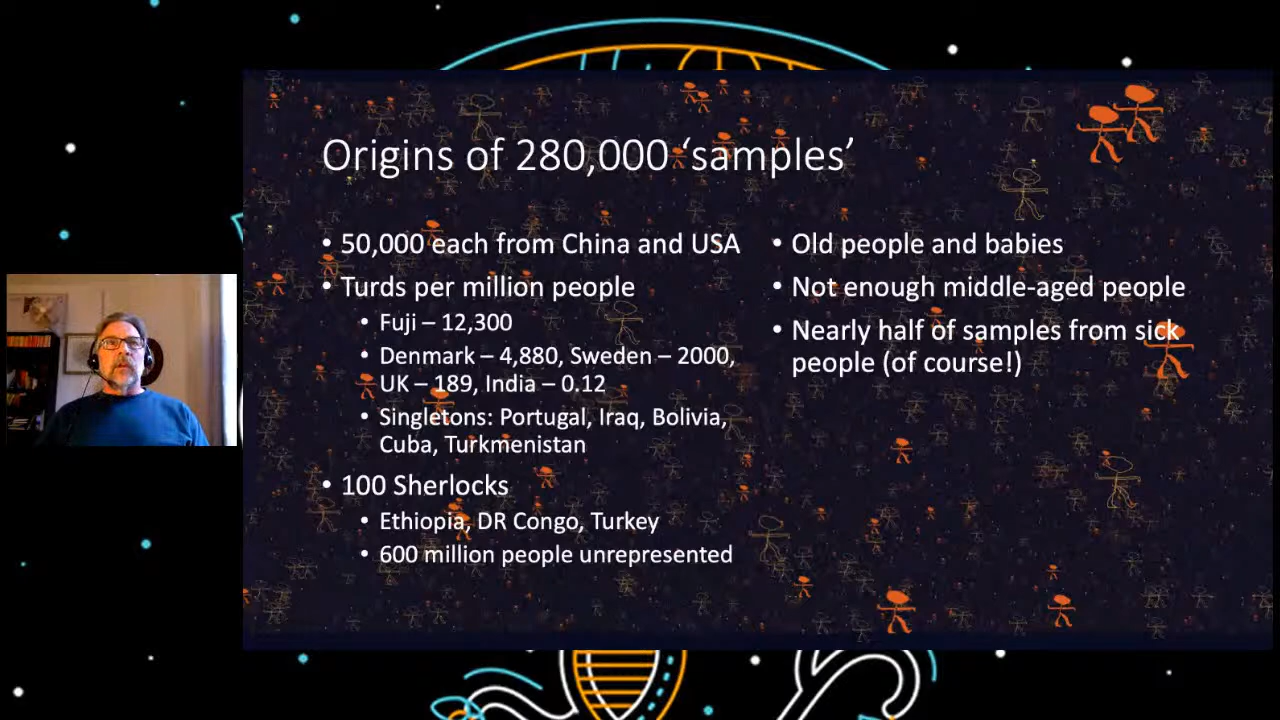 Origins of 280,000 ‘samples’
• 50,000 each from China and USA
• Turds per million people
• Fuji – 12,300
• Denmark – 4,880, Sweden – 2000,
UK – 189, India – 0.12
• Singletons: Portugal, Iraq, Bolivia,
Cuba, Turkmenistan
• 100 Sherlocks
• Ethiopia, DR Congo, Turkey
• 600 million people unrepresented
• Old people and babies
• Not enough middle-aged people
• Nearly half of samples from sick
people (of course!)